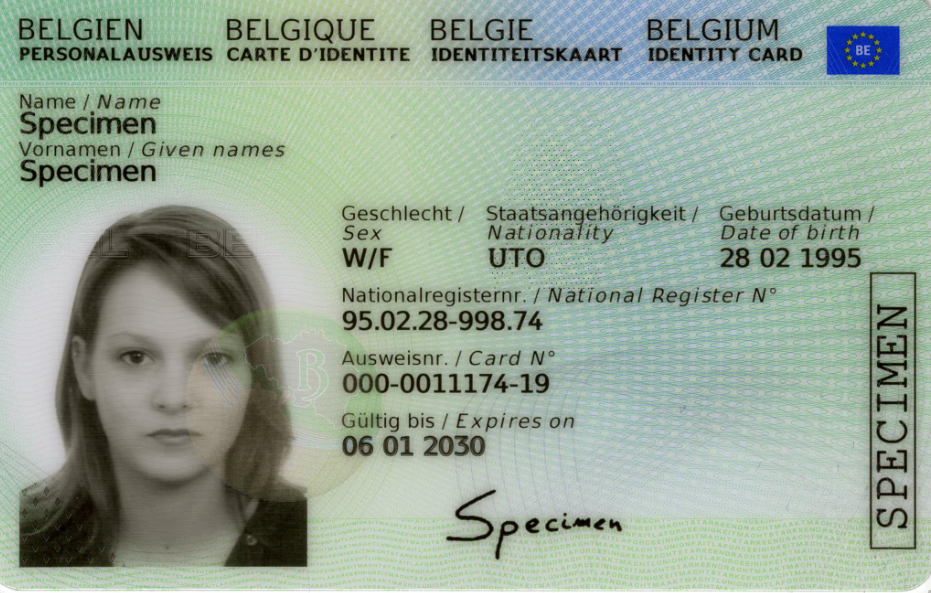 BELGIEN BELGIQUE BELGIE BELGIUM
PERSONALAUSWEIS CARTE D'IDENTITE IDENTITEITSKAART IDENTITY CARD
BE
Name / Name
Specimen
Vornamen / Given names
Specimen
Geschlecht / Staatsangehörigkeit / Geburtsdatum /
Sex Nationality Date of birth
W/F UTO 28 02 1995
Nationalregisternr. / National Register N°
95.02.28-998.74
Ausweisnr. / Card N°
000-0011174-19
Gültig bis / Expires on
06 01 2030
Specimen
SPECIMEN